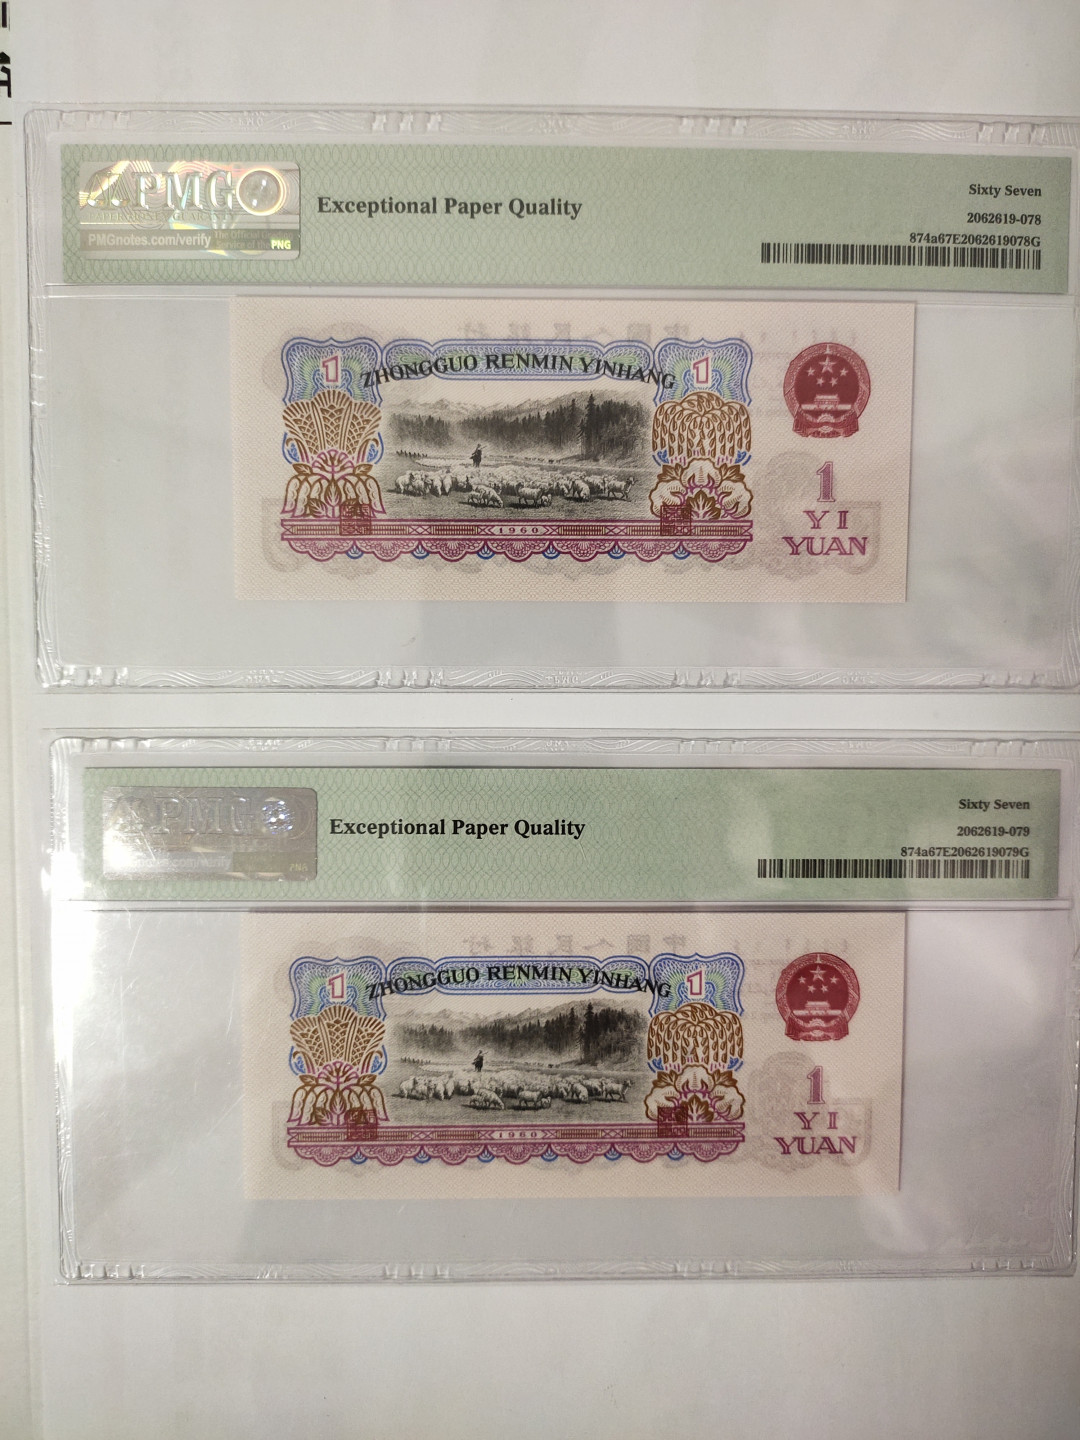 PMG
PMGnotes.com/verify
PNG
Exceptional Paper Quality
Sixty Seven
2062619-078
874a67E2062619078G
1
ZHONGGUO RENMIN YINHANG
1
1960
1
YI
YUAN
PMG
Exceptional Paper Quality
Sixty Seven
2062619-079
874a67E2062619079G
1
ZHONGGUO RENMIN YINHANG
1
1960
1
YI
YUAN